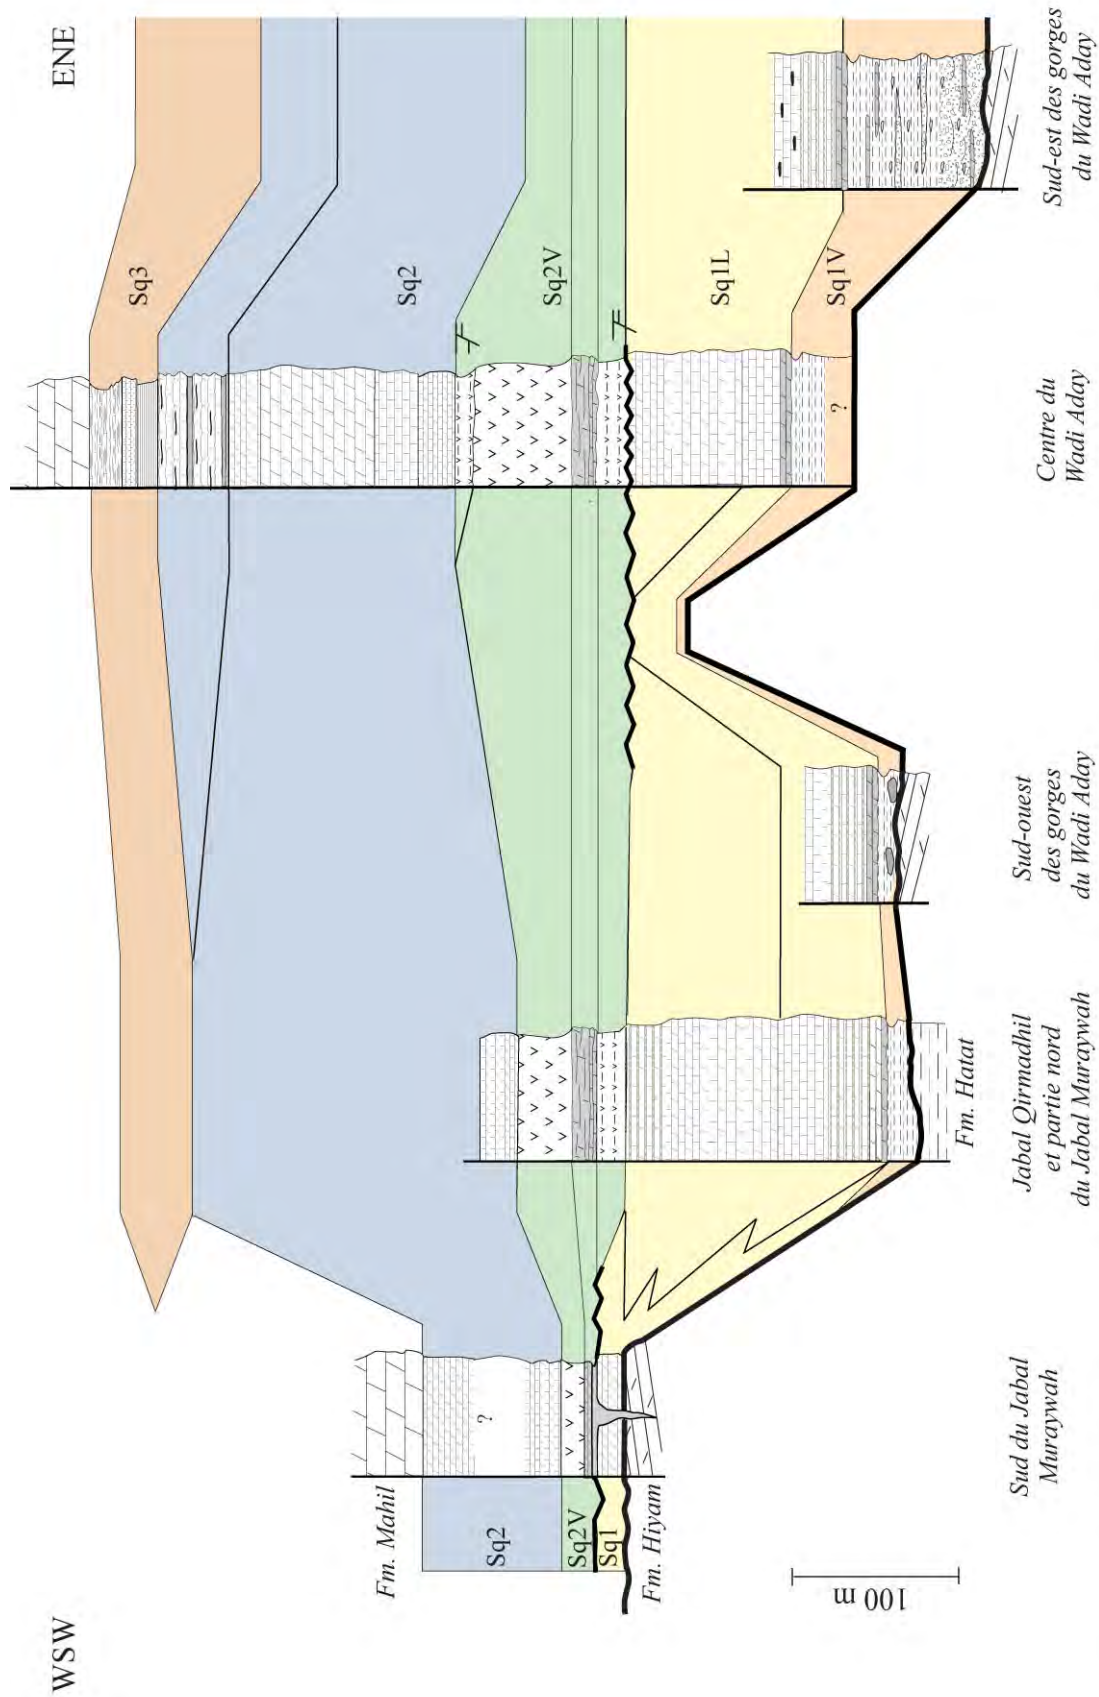 WSW
ENE
Sq3
Sq2
Sq2V
Sq1L
Sq1V
?
?
Fm. Mahil
Sq2
Sq2V
Sq1
Fm. Hiyam
Fm. Hatat
100 m
Sud du Jabal
Muraywah
Jabal Qirmadhil
et partie nord
du Jabal Muraywah
Sud-ouest
des gorges
du Wadi Aday
Centre du
Wadi Aday
Sud-est des gorges
du Wadi Aday